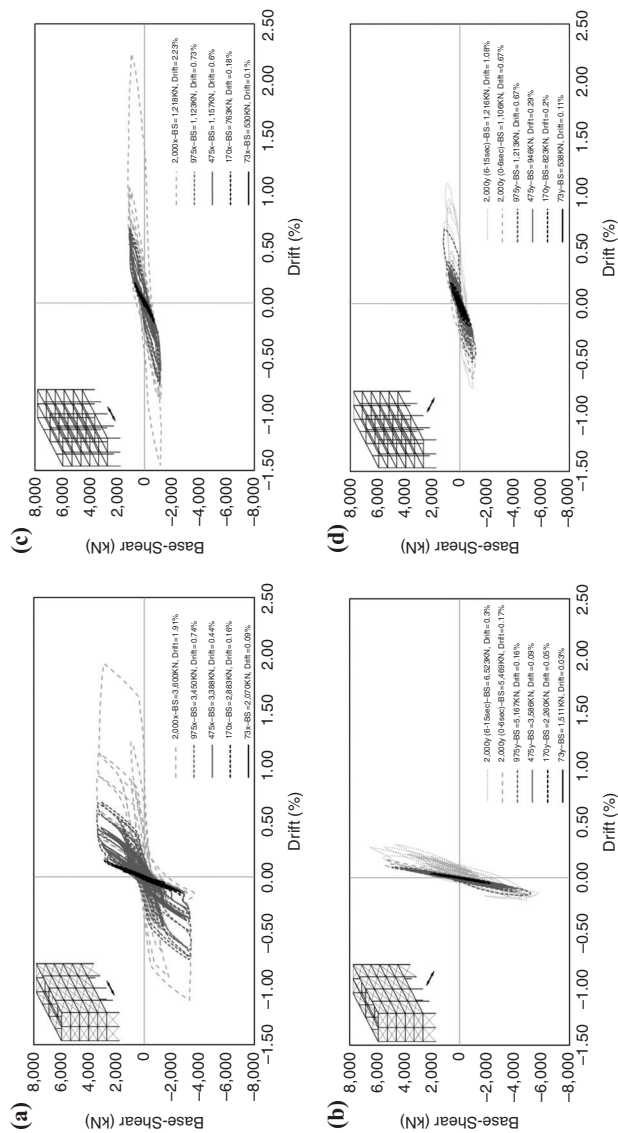 (a)
8,000
6,000
4,000
2,000
0
−2,000
−4,000
−6,000
−8,000
Base-Shear (kN)
−1.50
−1.00
−0.50
0.00
0.50
1.00
1.50
2.00
2.50
Drift (%)
2,000x–BS=3,600KN, Drift=1.91%
975x–BS=3,450KN, Drift=0.74%
475x–BS=3,388KN, Drift=0.44%
170x–BS=2,883KN, Drift=0.16%
73x–BS=2,070KN, Drift=0.09%
(b)
8,000
6,000
4,000
2,000
0
−2,000
−4,000
−6,000
−8,000
Base-Shear (kN)
−1.50
−1.00
−0.50
0.00
0.50
1.00
1.50
2.00
2.50
Drift (%)
2,000y (6-15sec)–BS=6,523KN, Drift=0.3%
2,000y (0-6sec)–BS=5,469KN, Drift=0.17%
975y–BS=5,167KN, Drift=0.16%
475y–BS=3,586KN, Drift=0.09%
170y–BS=2,260KN, Drift=0.05%
73y–BS=1,511KN, Drift=0.03%
(c)
8,000
6,000
4,000
2,000
0
−2,000
−4,000
−6,000
−8,000
Base-Shear (kN)
−1.50
−1.00
−0.50
0.00
0.50
1.00
1.50
2.00
2.50
Drift (%)
2,000x–BS=1,218KN, Drift=2.23%
975x–BS=1,123KN, Drift=0.73%
475x–BS=1,157KN, Drift=0.6%
170x–BS=763KN, Drift=0.18%
73x–BS=530KN, Drift=0.1%
(d)
8,000
6,000
4,000
2,000
0
−2,000
−4,000
−6,000
−8,000
Base-Shear (kN)
−1.50
−1.00
−0.50
0.00
0.50
1.00
1.50
2.00
2.50
Drift (%)
2,000y (6-15sec)–BS=1,216KN, Drift=1.08%
2,000y (0-6sec)–BS=1,106KN, Drift=0.67%
975y–BS=1,213KN, Drift=0.67%
475y–BS=946KN, Drift=0.29%
170y–BS=823KN, Drift=0.2%
73y–BS=538KN, Drift=0.11%